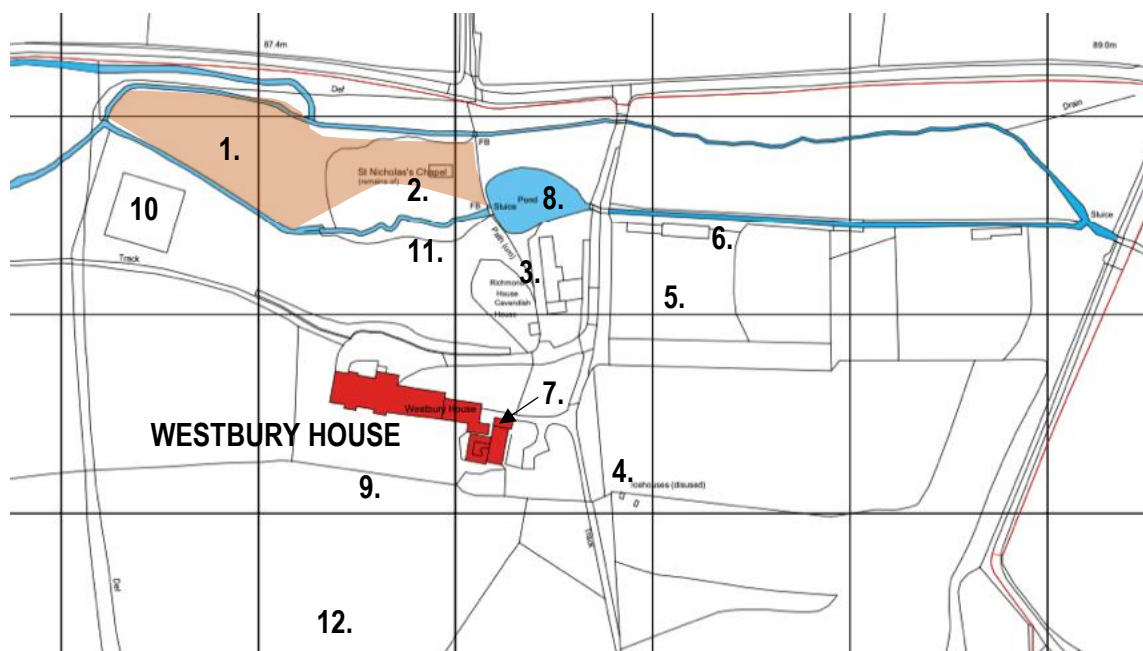 87.4m
89.0m
Def
Drain
1.
FB
St Nicholas's Chapel
(remains of)
2.
10
FB
Sluice
Pond
8.
Sluice
Path (um)
11.
6.
Track
3.
Richmond
House
Cavendish
House
5.
7.
Westbury House
WESTBURY HOUSE
9.
4.
Icehouses (disused)
Track
Def
12.